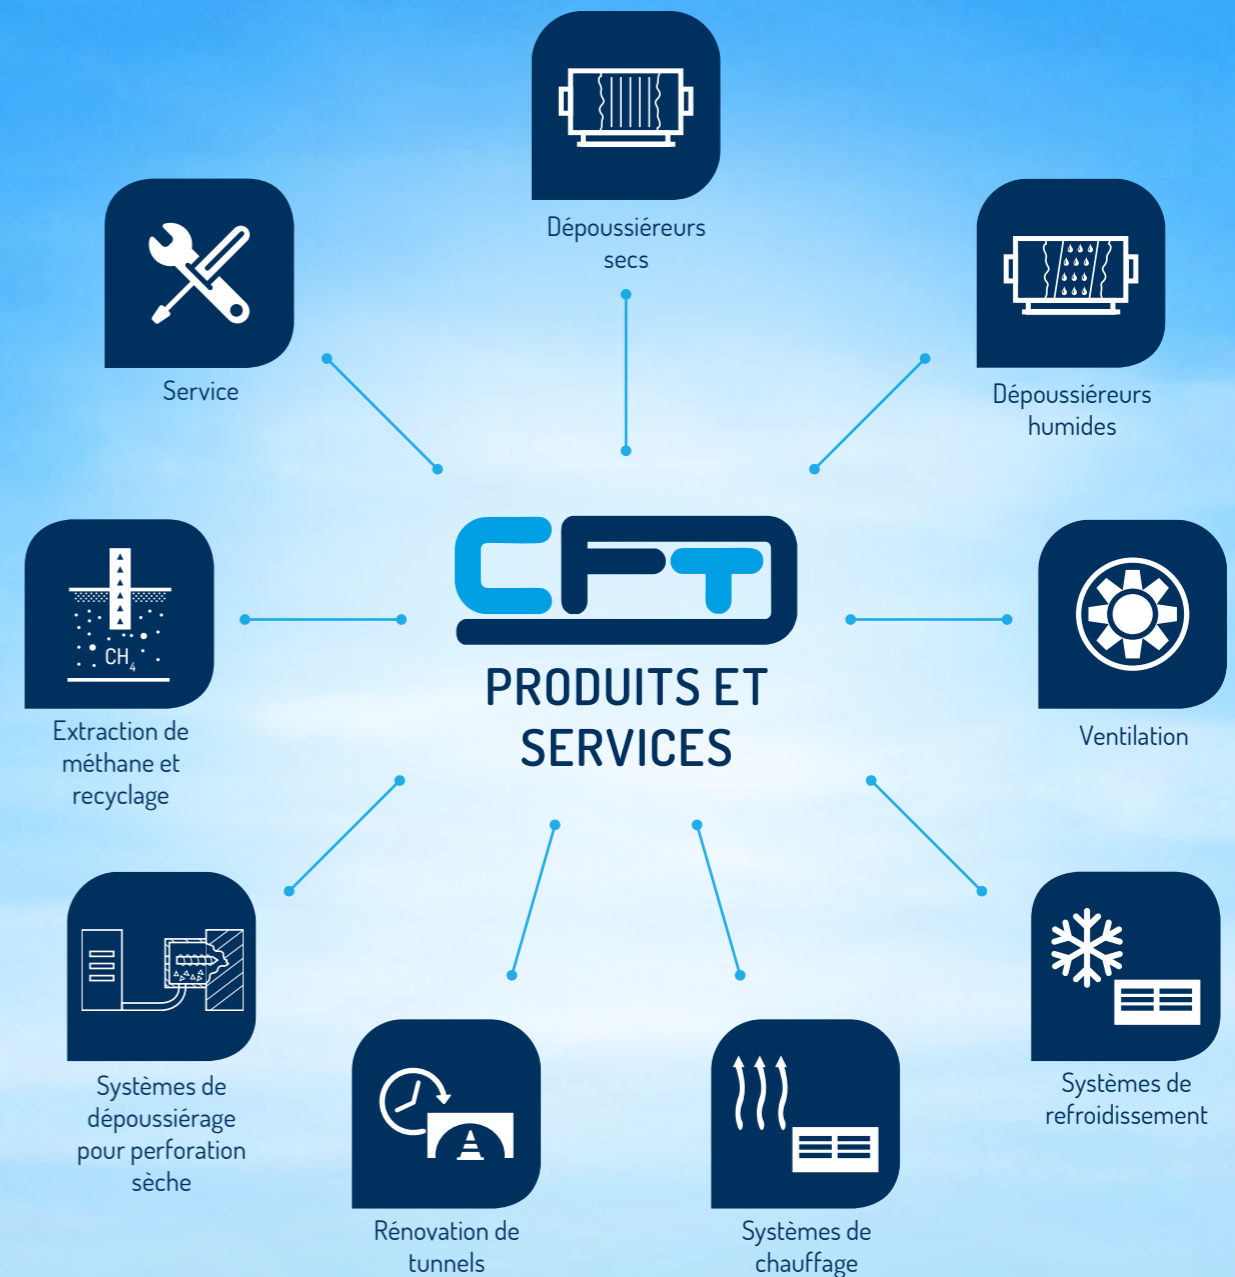 Dépoussiéreurs
secs
Service
Dépoussiéreurs
humides
CFT
PRODUITS ET
SERVICES
CH₄
Extraction de
méthane et
recyclage
Ventilation
Systèmes de
dépoussiérage
pour perforation
sèche
Systèmes de
refroidissement
Rénovation de
tunnels
Systèmes de
chauffage